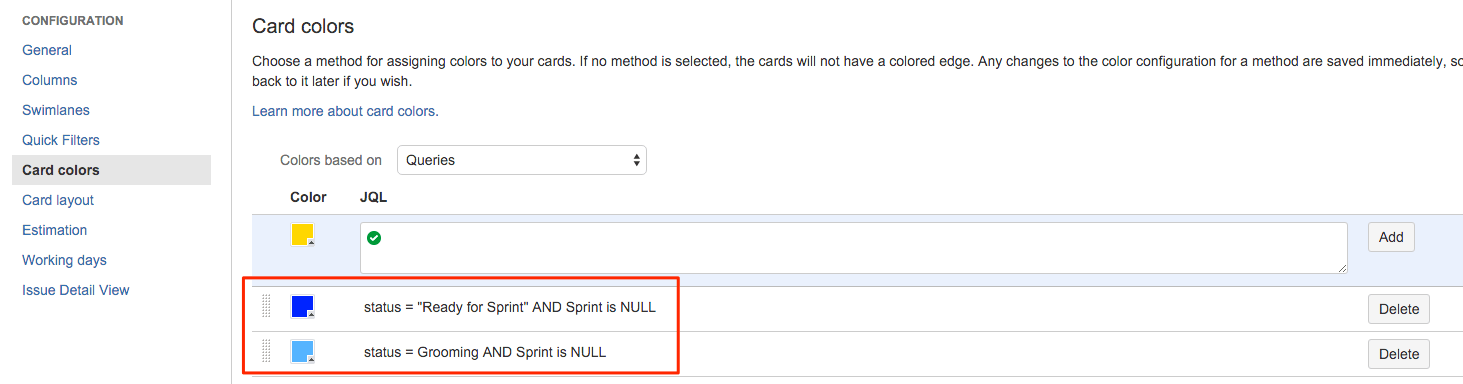 CONFIGURATION
General
Columns
Swimlanes
Quick Filters
Card colors
Card layout
Estimation
Working days
Issue Detail View
Card colors
Choose a method for assigning colors to your cards. If no method is selected, the cards will not have a colored edge. Any changes to the color configuration for a method are saved immediately, so
back to it later if you wish.
Learn more about card colors.
Colors based on Queries
Color JQL
Add
status = "Ready for Sprint" AND Sprint is NULL Delete
status = Grooming AND Sprint is NULL Delete